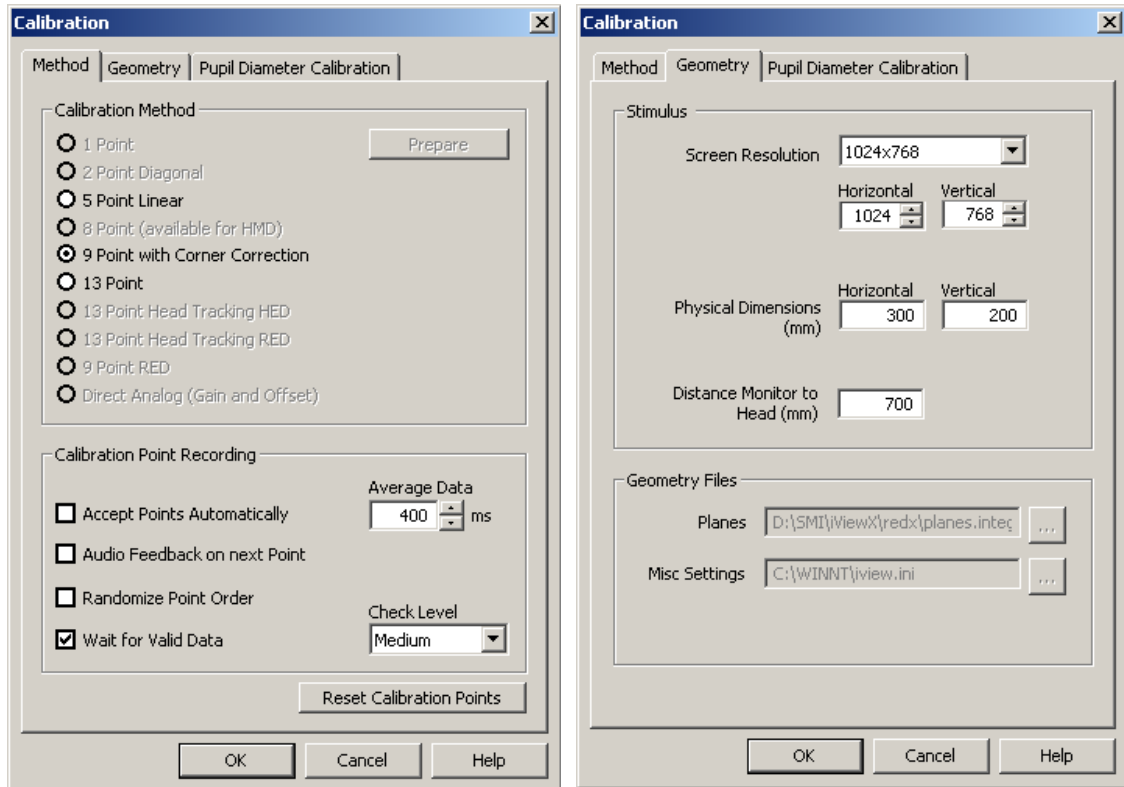 Calibration
Method Geometry Pupil Diameter Calibration
Calibration Method
1 Point
Prepare
2 Point Diagonal
5 Point Linear
8 Point (available for HMD)
9 Point with Corner Correction
13 Point
13 Point Head Tracking HED
13 Point Head Tracking RED
9 Point RED
Direct Analog (Gain and Offset)
Calibration Point Recording
Average Data
Accept Points Automatically
400 ms
Audio Feedback on next Point
Randomize Point Order
Check Level
Wait for Valid Data
Medium
Reset Calibration Points
OK Cancel Help
Calibration
Method Geometry Pupil Diameter Calibration
Stimulus
Screen Resolution 1024x768
Horizontal Vertical
1024 768
Horizontal Vertical
Physical Dimensions 300 200
(mm)
Distance Monitor to 700
Head (mm)
Geometry Files
Planes D:\SMI\iViewX\redx\planes.integ
...
Misc Settings C:\WINNT\iview.ini
...
OK Cancel Help